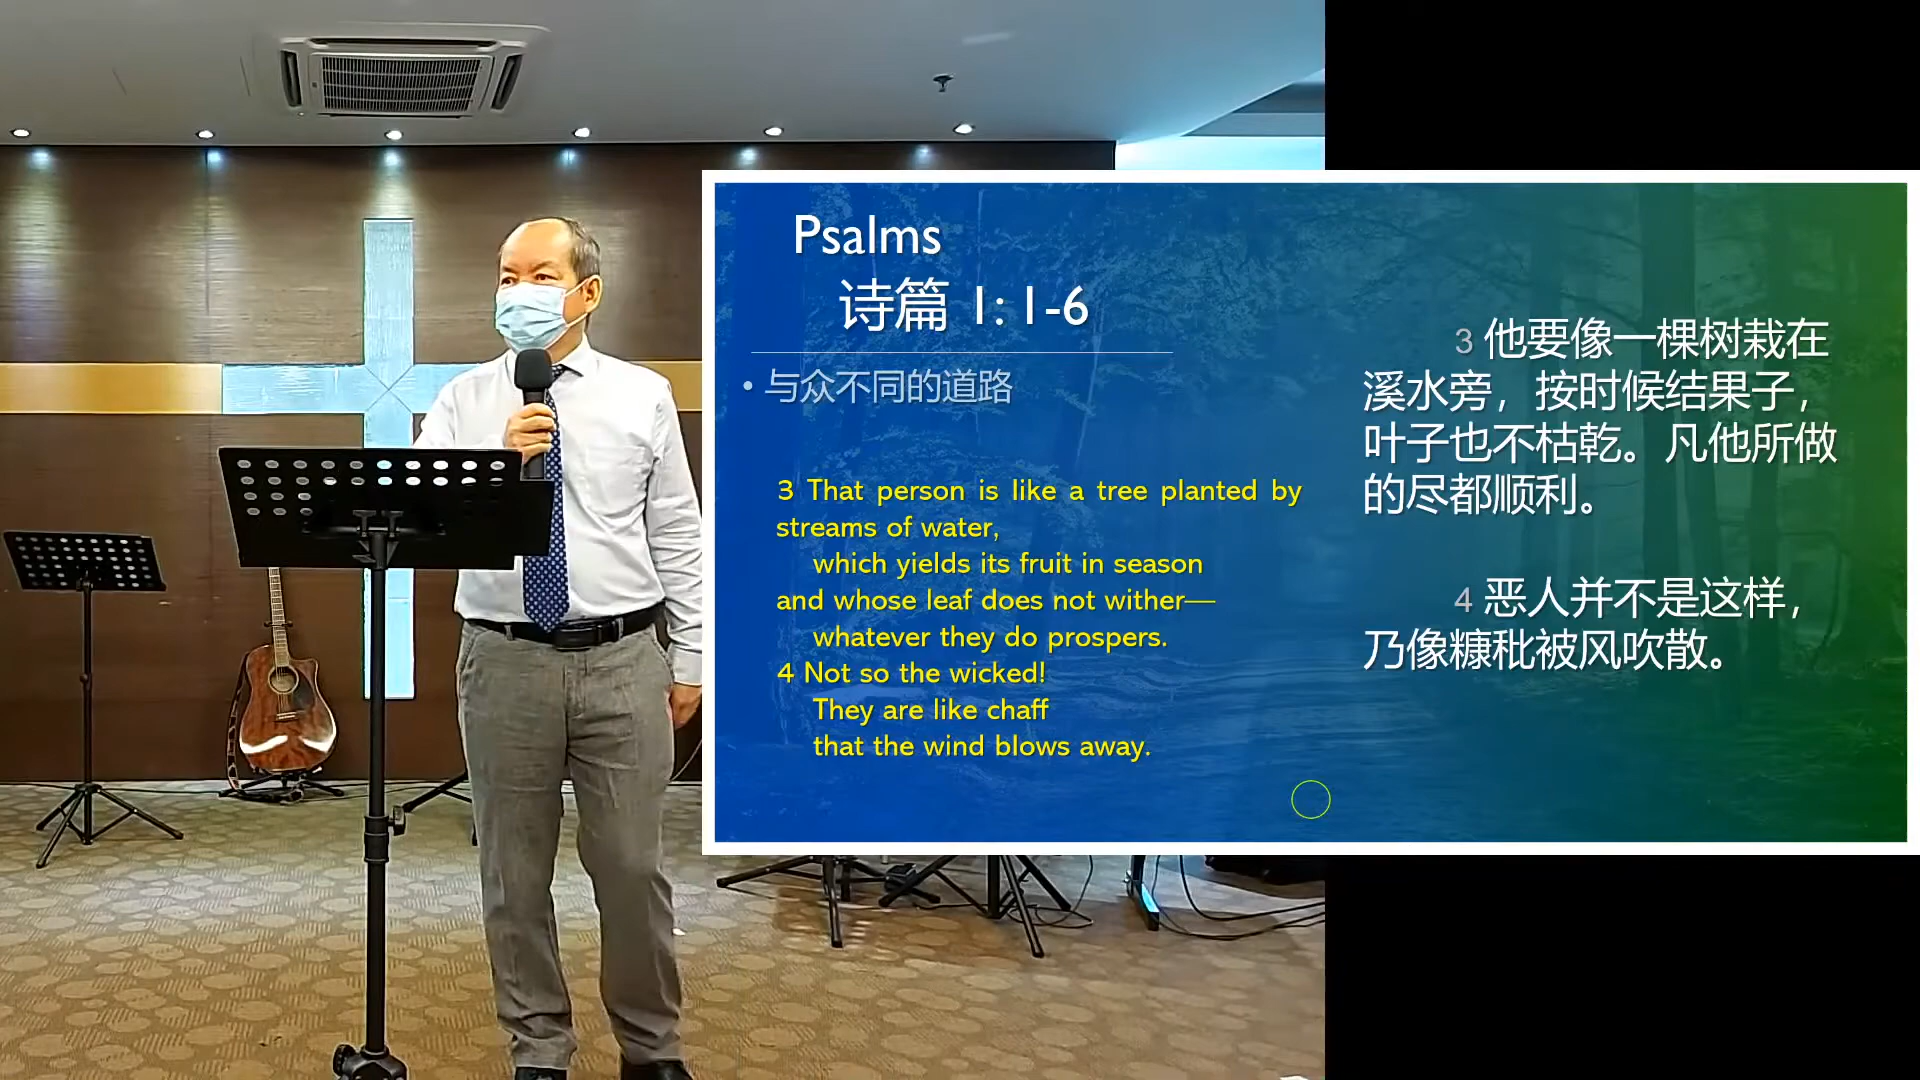 Psalms
诗篇 1: 1-6
• 与众不同的道路
3 That person is like a tree planted by
streams of water,
which yields its fruit in season
and whose leaf does not wither—
whatever they do prospers.
4 Not so the wicked!
They are like chaff
that the wind blows away.
3 他要像一棵树栽在
溪水旁，按时候结果子，
叶子也不枯乾。凡他所做
的尽都顺利。
4 恶人并不是这样，
乃像糠秕被风吹散。